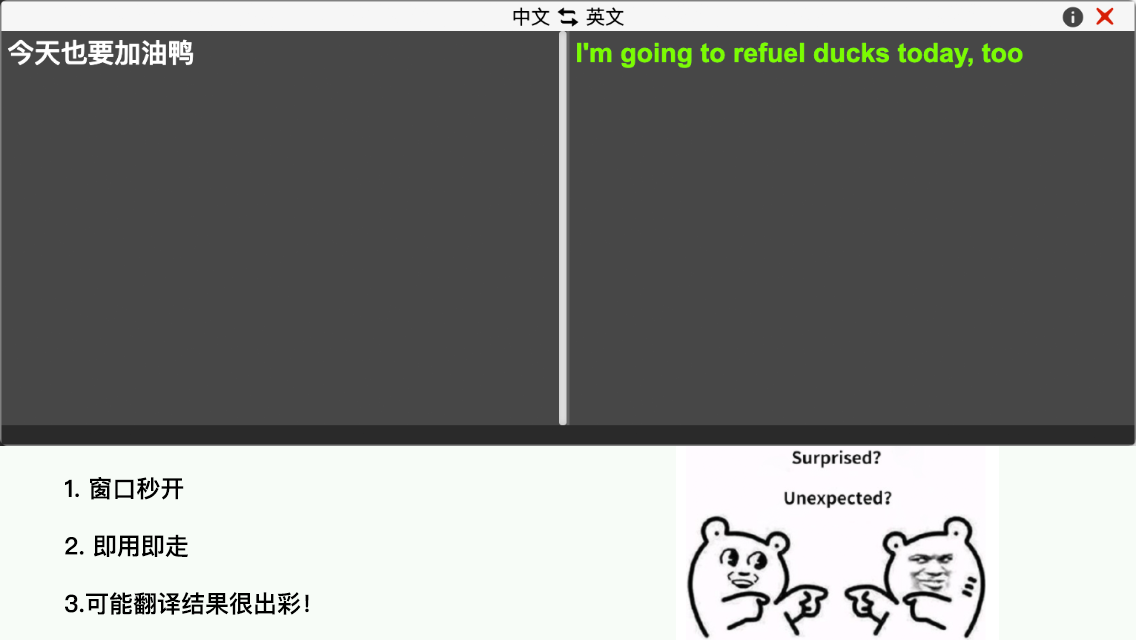 中文 英文
今天也要加油鸭
I'm going to refuel ducks today, too
1. 窗口秒开
2. 即用即走
3.可能翻译结果很出彩！
Surprised?
Unexpected?